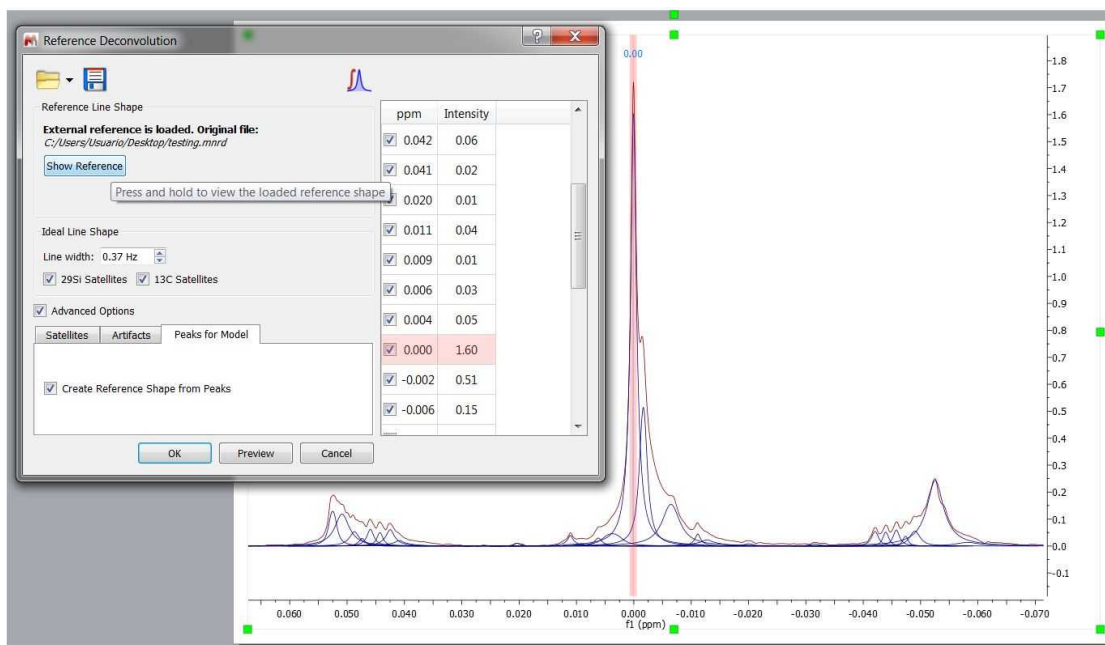 Reference Deconvolution
Reference Line Shape
External reference is loaded. Original file:
C:/Users/Usuario/Desktop/testing.mnrd
Show Reference
Press and hold to view the loaded reference shape
Ideal Line Shape
Line width: 0.37 Hz
29Si Satellites 13C Satellites
Advanced Options
Satellites Artifacts Peaks for Model
Create Reference Shape from Peaks
OK Preview Cancel
ppm Intensity
0.042 0.06
0.041 0.02
0.020 0.01
0.011 0.04
0.009 0.01
0.006 0.03
0.004 0.05
0.000 1.60
-0.002 0.51
-0.006 0.15
0.00
1.8
1.7
1.6
1.5
1.4
1.3
1.2
1.1
1.0
0.9
0.8
0.7
0.6
0.5
0.4
0.3
0.2
0.1
0.0
-0.1
0.060 0.050 0.040 0.030 0.020 0.010 0.000 -0.010 -0.020 -0.030 -0.040 -0.050 -0.060 -0.070
f1 (ppm)